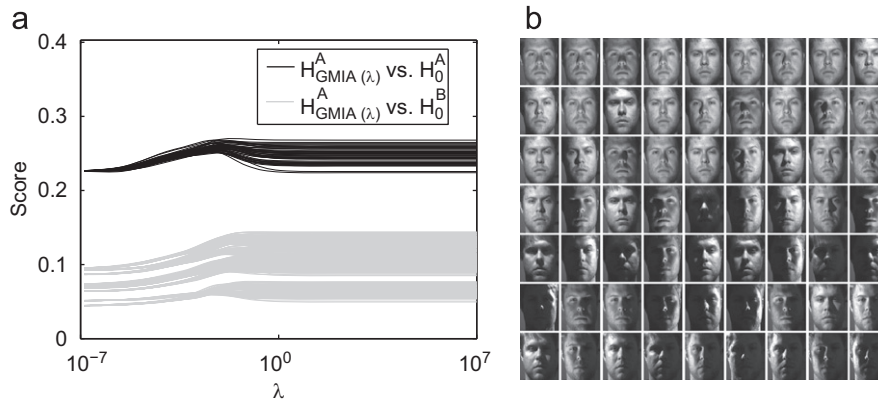 a
b
0.4
0.3
0.2
0.1
0
Score
H^A_GMIA (λ) vs. H^A_0
H^A_GMIA (λ) vs. H^B_0
10^-7
10^0
10^7
λ